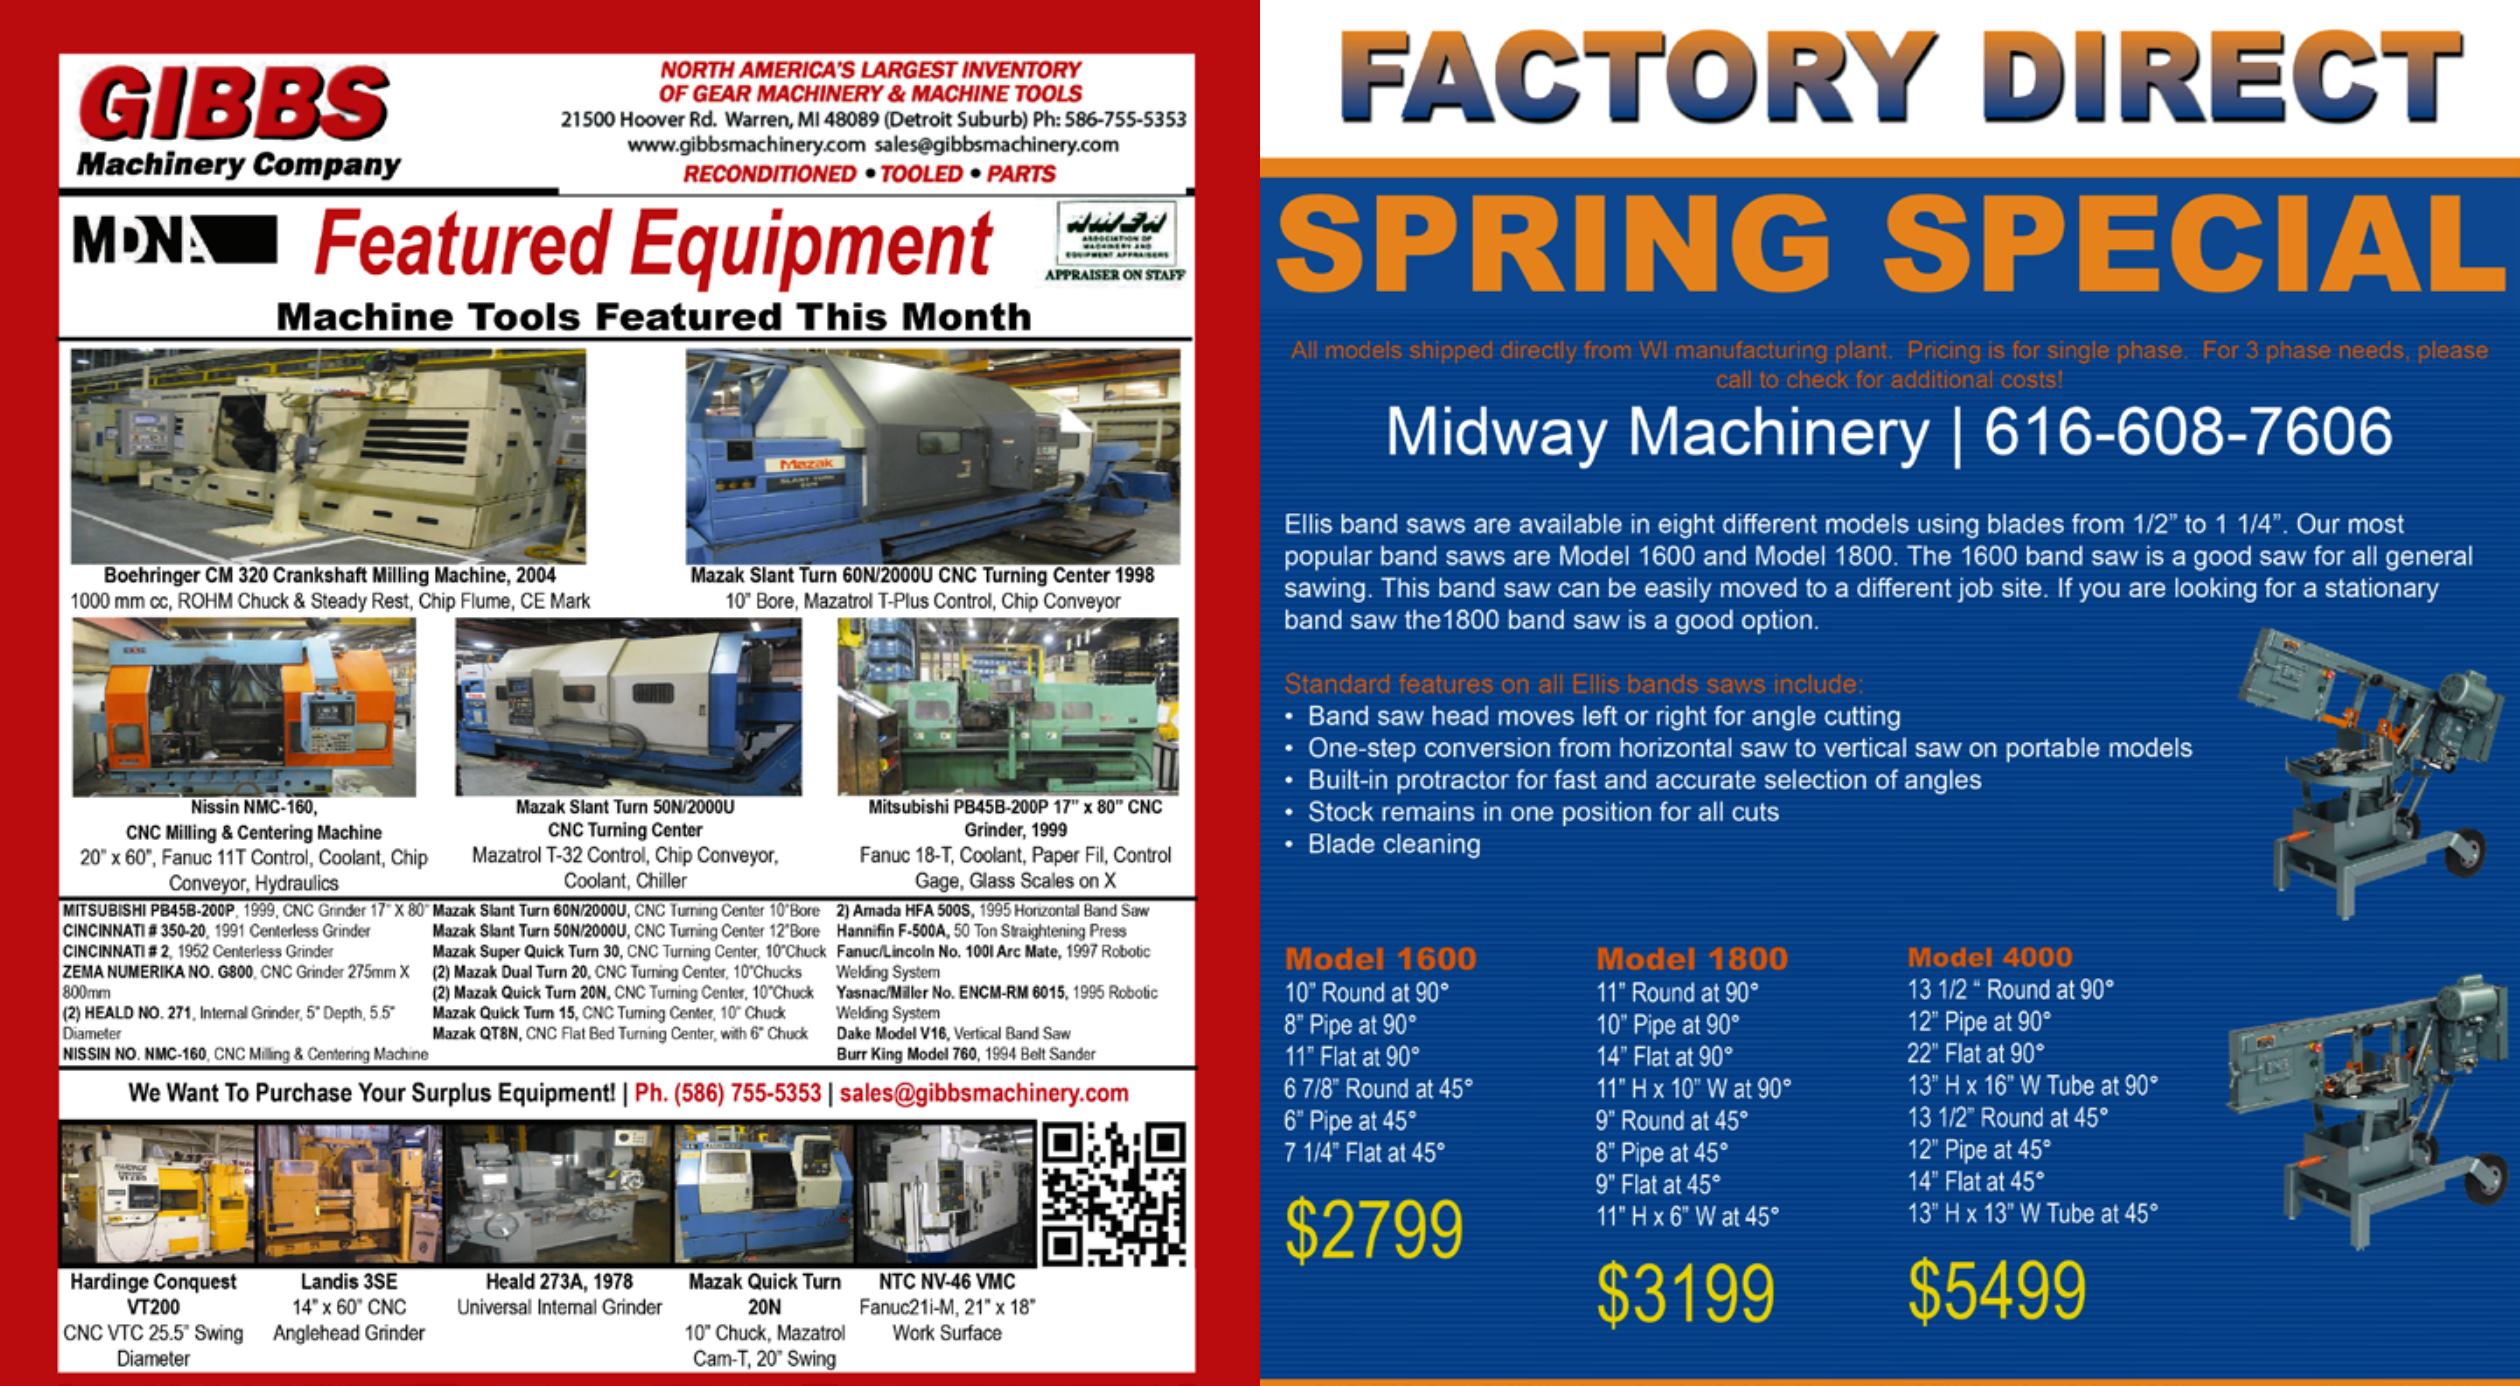 GIBBS
Machinery Company
NORTH AMERICA'S LARGEST INVENTORY
OF GEAR MACHINERY & MACHINE TOOLS
21500 Hoover Rd. Warren, MI 48089 (Detroit Suburb) Ph: 586-755-5353
www.gibbsmachinery.com sales@gibbsmachinery.com
RECONDITIONED • TOOLED • PARTS
MDNA
Featured Equipment
AMEA
ASSOCIATION OF
MACHINERY AND
EQUIPMENT APPRAISERS
APPRAISER ON STAFF
Machine Tools Featured This Month
Mazak
SLANT TURN
Boehringer CM 320 Crankshaft Milling Machine, 2004
1000 mm cc, ROHM Chuck & Steady Rest, Chip Flume, CE Mark
Mazak Slant Turn 60N/2000U CNC Turning Center 1998
10" Bore, Mazatrol T-Plus Control, Chip Conveyor
Nissin NMC-160,
CNC Milling & Centering Machine
20" x 60", Fanuc 11T Control, Coolant, Chip
Conveyor, Hydraulics
Mazak Slant Turn 50N/2000U
CNC Turning Center
Mazatrol T-32 Control, Chip Conveyor,
Coolant, Chiller
Mitsubishi PB45B-200P 17" x 80" CNC
Grinder, 1999
Fanuc 18-T, Coolant, Paper Fil, Control
Gage, Glass Scales on X
MITSUBISHI PB45B-200P, 1999, CNC Grinder 17" X 80"
CINCINNATI # 350-20, 1991 Centerless Grinder
CINCINNATI # 2, 1952 Centerless Grinder
ZEMA NUMERIKA NO. G800, CNC Grinder 275mm X
800mm
(2) HEALD NO. 271, Internal Grinder, 5" Depth, 5.5"
Diameter
NISSIN NO. NMC-160, CNC Milling & Centering Machine
Mazak Slant Turn 60N/2000U, CNC Turning Center 10"Bore
Mazak Slant Turn 50N/2000U, CNC Turning Center 12"Bore
Mazak Super Quick Turn 30, CNC Turning Center, 10"Chuck
(2) Mazak Dual Turn 20, CNC Turning Center, 10"Chucks
(2) Mazak Quick Turn 20N, CNC Turning Center, 10"Chuck
Mazak Quick Turn 15, CNC Turning Center, 10" Chuck
Mazak QT8N, CNC Flat Bed Turning Center, with 6" Chuck
2) Amada HFA 500S, 1995 Horizontal Band Saw
Hannifin F-500A, 50 Ton Straightening Press
Fanuc/Lincoln No. 100I Arc Mate, 1997 Robotic
Welding System
Yasnac/Miller No. ENCM-RM 6015, 1995 Robotic
Welding System
Dake Model V16, Vertical Band Saw
Burr King Model 760, 1994 Belt Sander
We Want To Purchase Your Surplus Equipment! | Ph. (586) 755-5353 | sales@gibbsmachinery.com
Hardinge Conquest
VT200
CNC VTC 25.5" Swing
Diameter
Landis 3SE
14" x 60" CNC
Anglehead Grinder
Heald 273A, 1978
Universal Internal Grinder
Mazak Quick Turn
20N
10" Chuck, Mazatrol
Cam-T, 20" Swing
NTC NV-46 VMC
Fanuc21i-M, 21" x 18"
Work Surface
FACTORY DIRECT
SPRING SPECIAL
All models shipped directly from WI manufacturing plant. Pricing is for single phase. For 3 phase needs, please
call to check for additional costs!
Midway Machinery | 616-608-7606
Ellis band saws are available in eight different models using blades from 1/2" to 1 1/4". Our most
popular band saws are Model 1600 and Model 1800. The 1600 band saw is a good saw for all general
sawing. This band saw can be easily moved to a different job site. If you are looking for a stationary
band saw the1800 band saw is a good option.
Standard features on all Ellis bands saws include:
• Band saw head moves left or right for angle cutting
• One-step conversion from horizontal saw to vertical saw on portable models
• Built-in protractor for fast and accurate selection of angles
• Stock remains in one position for all cuts
• Blade cleaning
Model 1600
10" Round at 90°
8" Pipe at 90°
11" Flat at 90°
6 7/8" Round at 45°
6" Pipe at 45°
7 1/4" Flat at 45°
$2799
Model 1800
11" Round at 90°
10" Pipe at 90°
14" Flat at 90°
11" H x 10" W at 90°
9" Round at 45°
8" Pipe at 45°
9" Flat at 45°
11" H x 6" W at 45°
$3199
Model 4000
13 1/2 " Round at 90°
12" Pipe at 90°
22" Flat at 90°
13" H x 16" W Tube at 90°
13 1/2" Round at 45°
12" Pipe at 45°
14" Flat at 45°
13" H x 13" W Tube at 45°
$5499